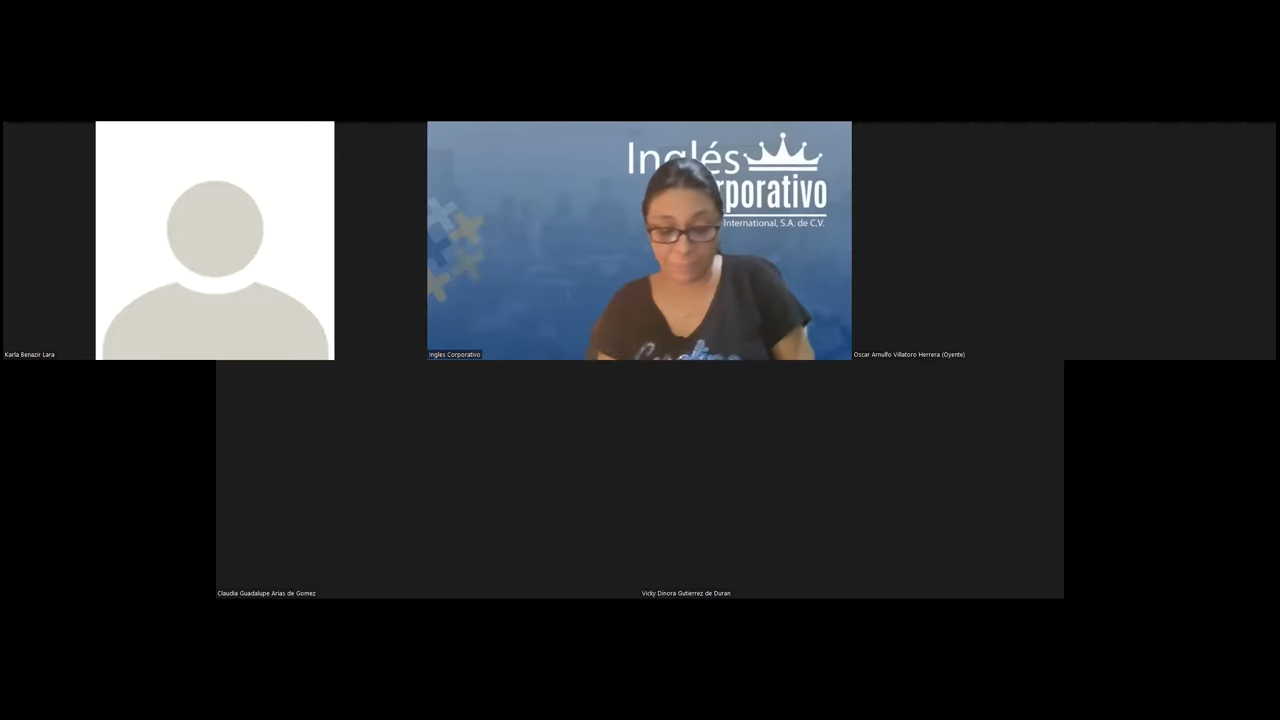 Inglés
rporativo
International, S.A. de C.V.
Karla Benazir Lara
Ingles Corporativo
Oscar Arnulfo Villatoro Herrera (Oyente)
Claudia Guadalupe Arias de Gomez
Vicky Dinora Gutierrez de Duran